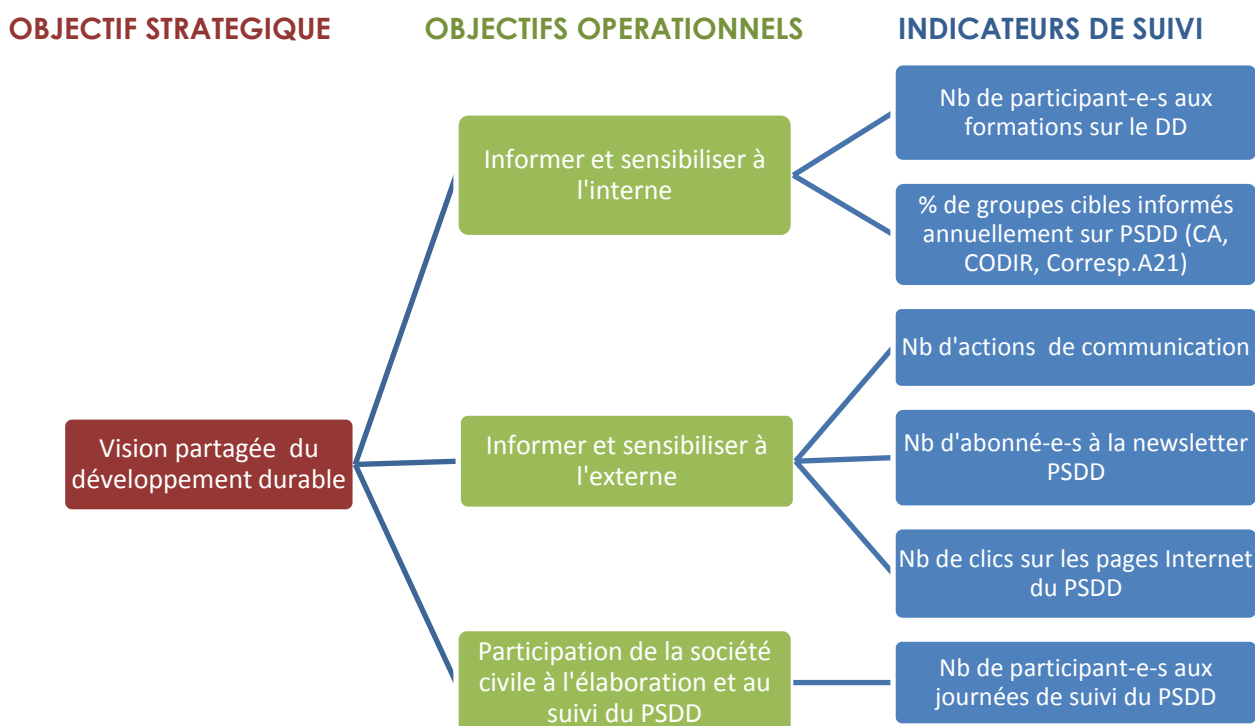 OBJECTIF STRATEGIQUE
OBJECTIFS OPERATIONNELS
INDICATEURS DE SUIVI
Vision partagée du
développement durable
Informer et sensibiliser à
l'interne
Nb de participant-e-s aux
formations sur le DD
% de groupes cibles informés
annuellement sur PSDD (CA,
CODIR, Corresp.A21)
Informer et sensibiliser à
l'externe
Nb d'actions de communication
Nb d'abonné-e-s à la newsletter
PSDD
Nb de clics sur les pages Internet
du PSDD
Participation de la société
civile à l'élaboration et au
suivi du PSDD
Nb de participant-e-s aux
journées de suivi du PSDD